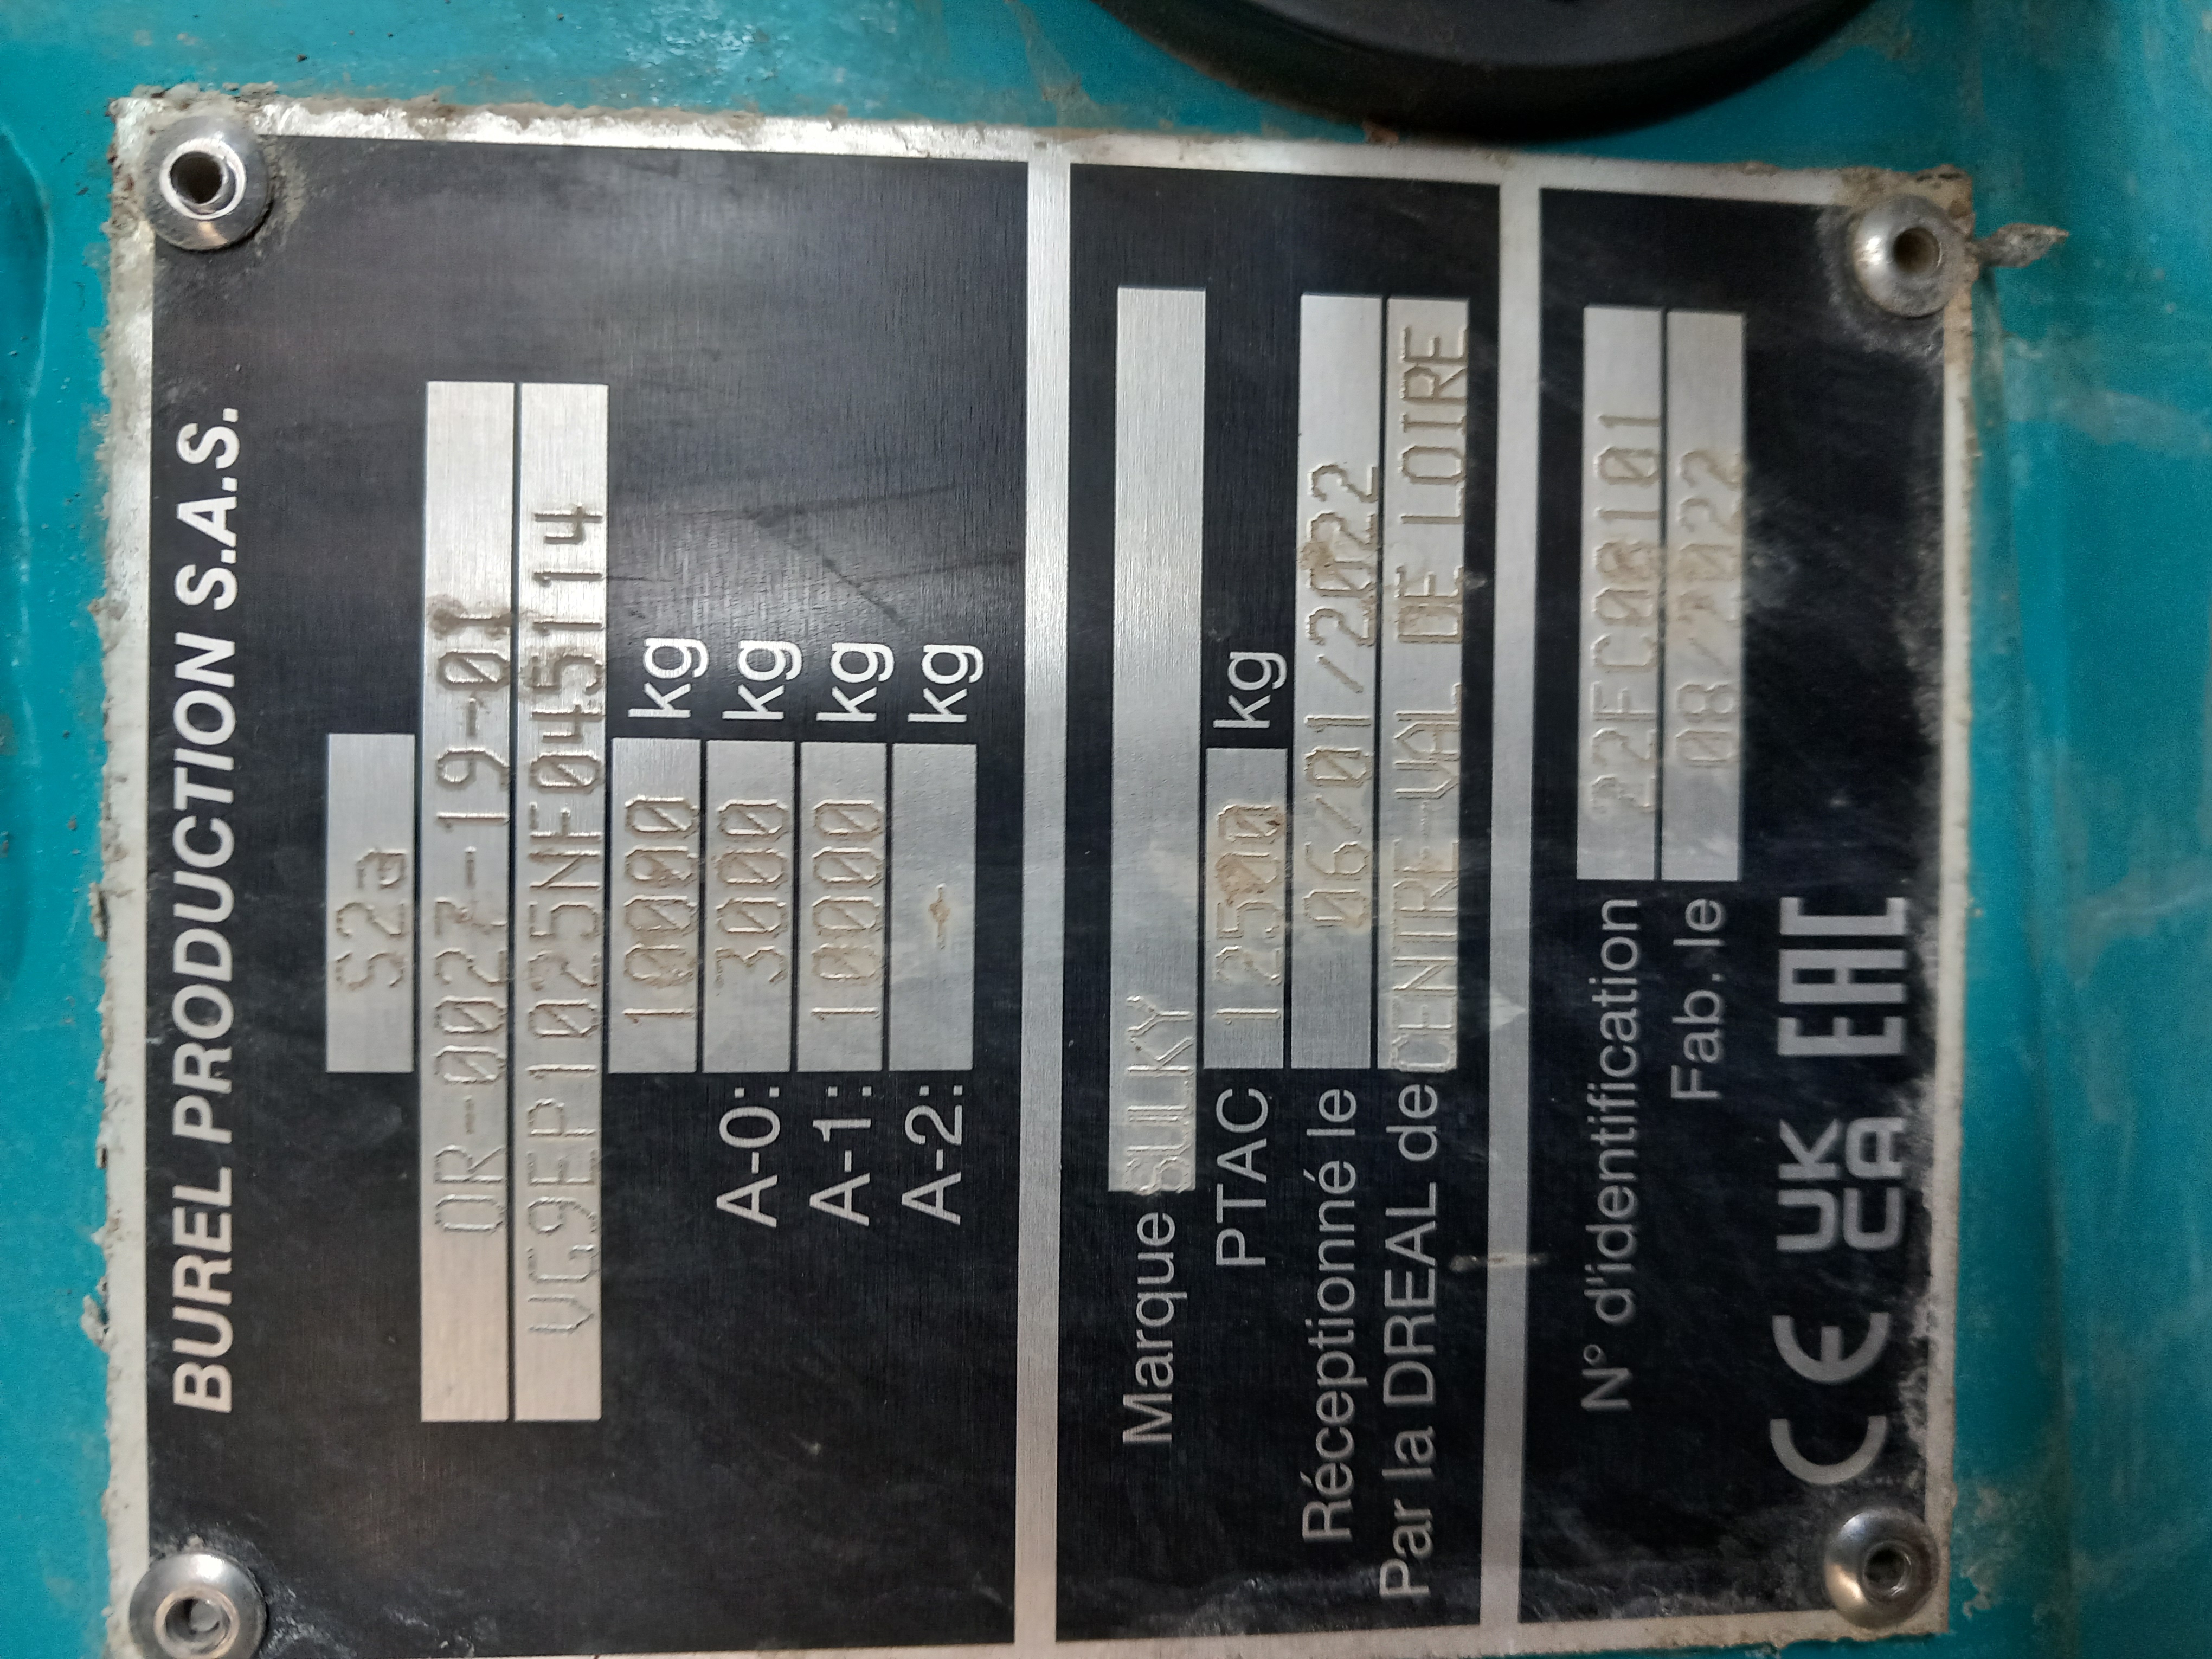 BUREL PRODUCTION S.A.S.
S2a
OR-0027-19-01
VG9EP1025NF045114
10000 kg
A-0: 3000 kg
A-1: 10000 kg
A-2: - kg
Marque SULKY
PTAC 12500 kg
Réceptionné le 06/01/2022
Par la DREAL de CENTRE-VAL DE LOIRE
N° d'identification 22FC00101
Fab. le 08/2022
CE UK CA EAC